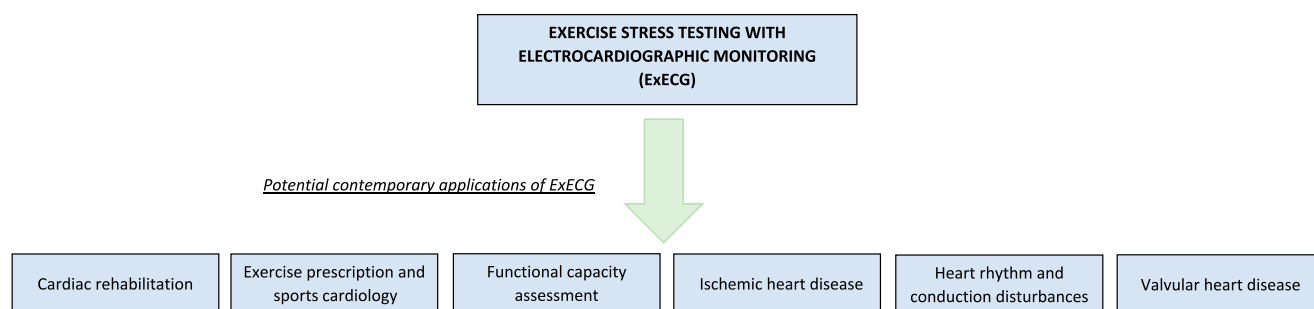 EXERCISE STRESS TESTING WITH
ELECTROCARDIOGRAPHIC MONITORING
(ExECG)
Potential contemporary applications of ExECG
Cardiac rehabilitation
Exercise prescription and
sports cardiology
Functional capacity
assessment
Ischemic heart disease
Heart rhythm and
conduction disturbances
Valvular heart disease